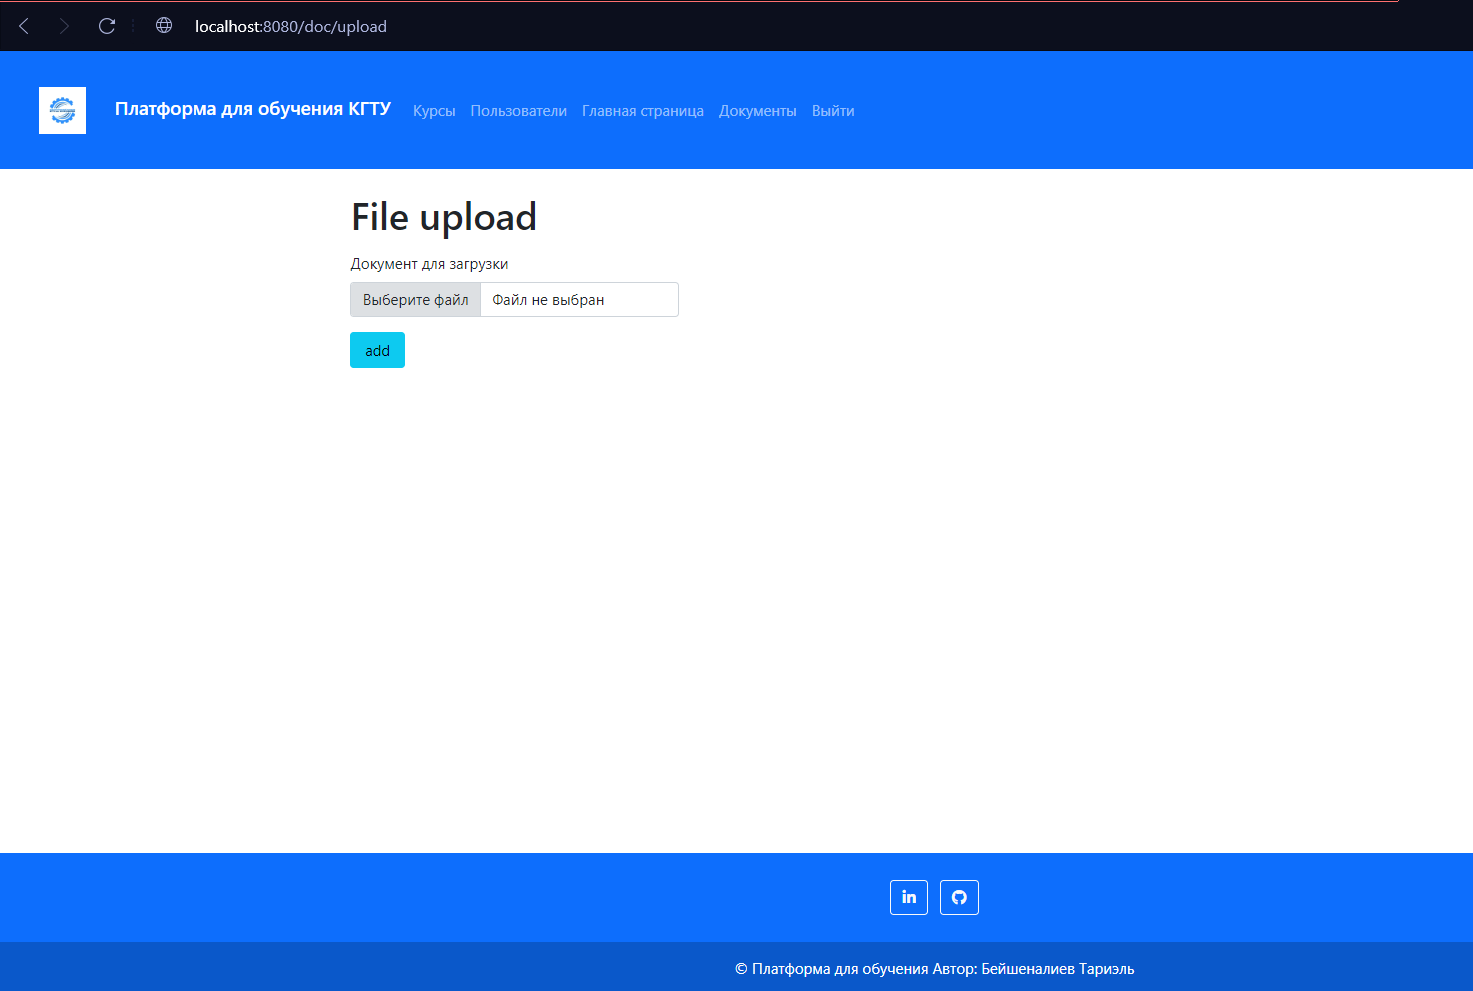 localhost:8080/doc/upload
Платформа для обучения КГТУ Курсы Пользователи Главная страница Документы Выйти
File upload
Документ для загрузки
Выберите файл Файл не выбран
add
in
© Платформа для обучения Автор: Бейшеналиев Тариэль